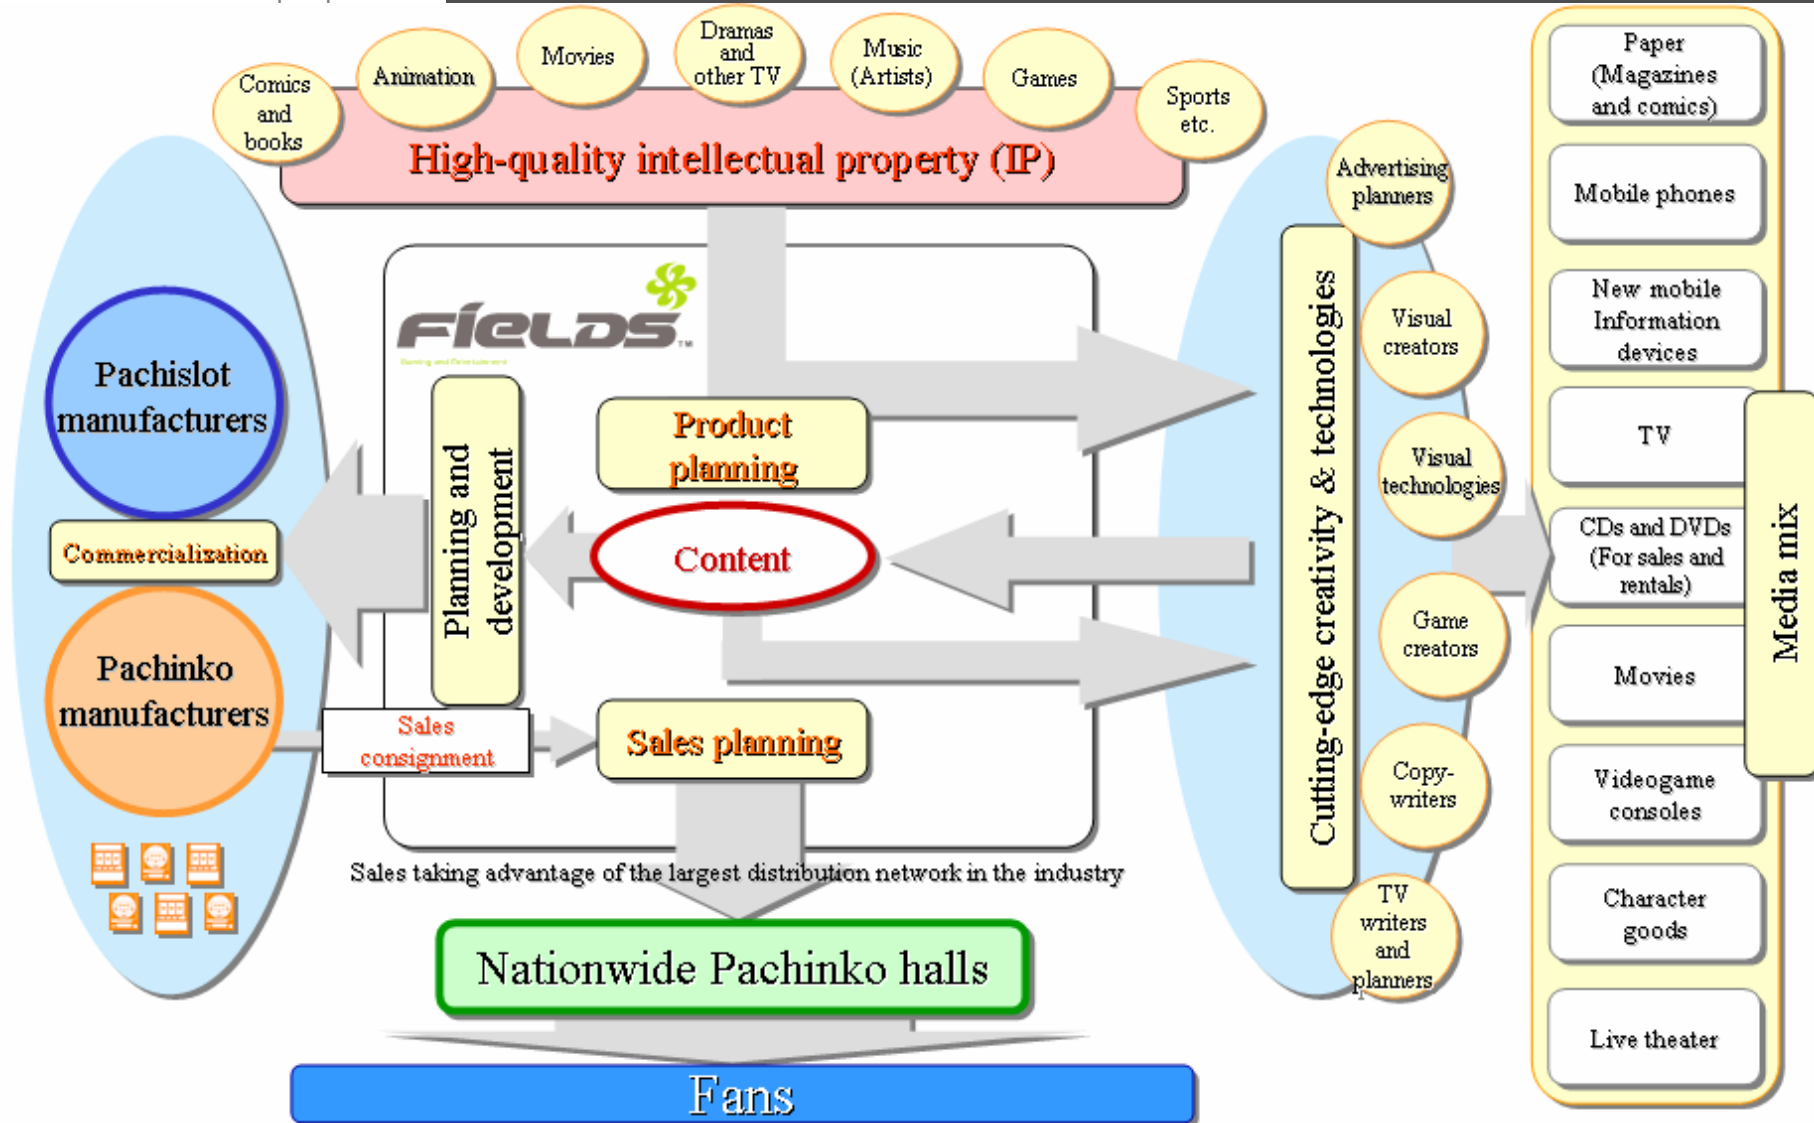 Comics
and
books
Animation
Movies
Dramas
and
other TV
Music
(Artists)
Games
Sports
etc.
High-quality intellectual property (IP)
FIELDS
TM
Pachislot
manufacturers
Commercialization
Pachinko
manufacturers
Planning and
development
Product
planning
Content
Sales
consignment
Sales planning
Sales taking advantage of the largest distribution network in the industry
Nationwide Pachinko halls
Fans
Cutting-edge creativity & technologies
Advertising
planners
Visual
creators
Visual
technologies
Game
creators
Copy-
writers
TV
writers
and
planners
Paper
(Magazines
and comics)
Mobile phones
New mobile
Information
devices
TV
CDs and DVDs
(For sales and
rentals)
Movies
Videogame
consoles
Character
goods
Live theater
Media mix